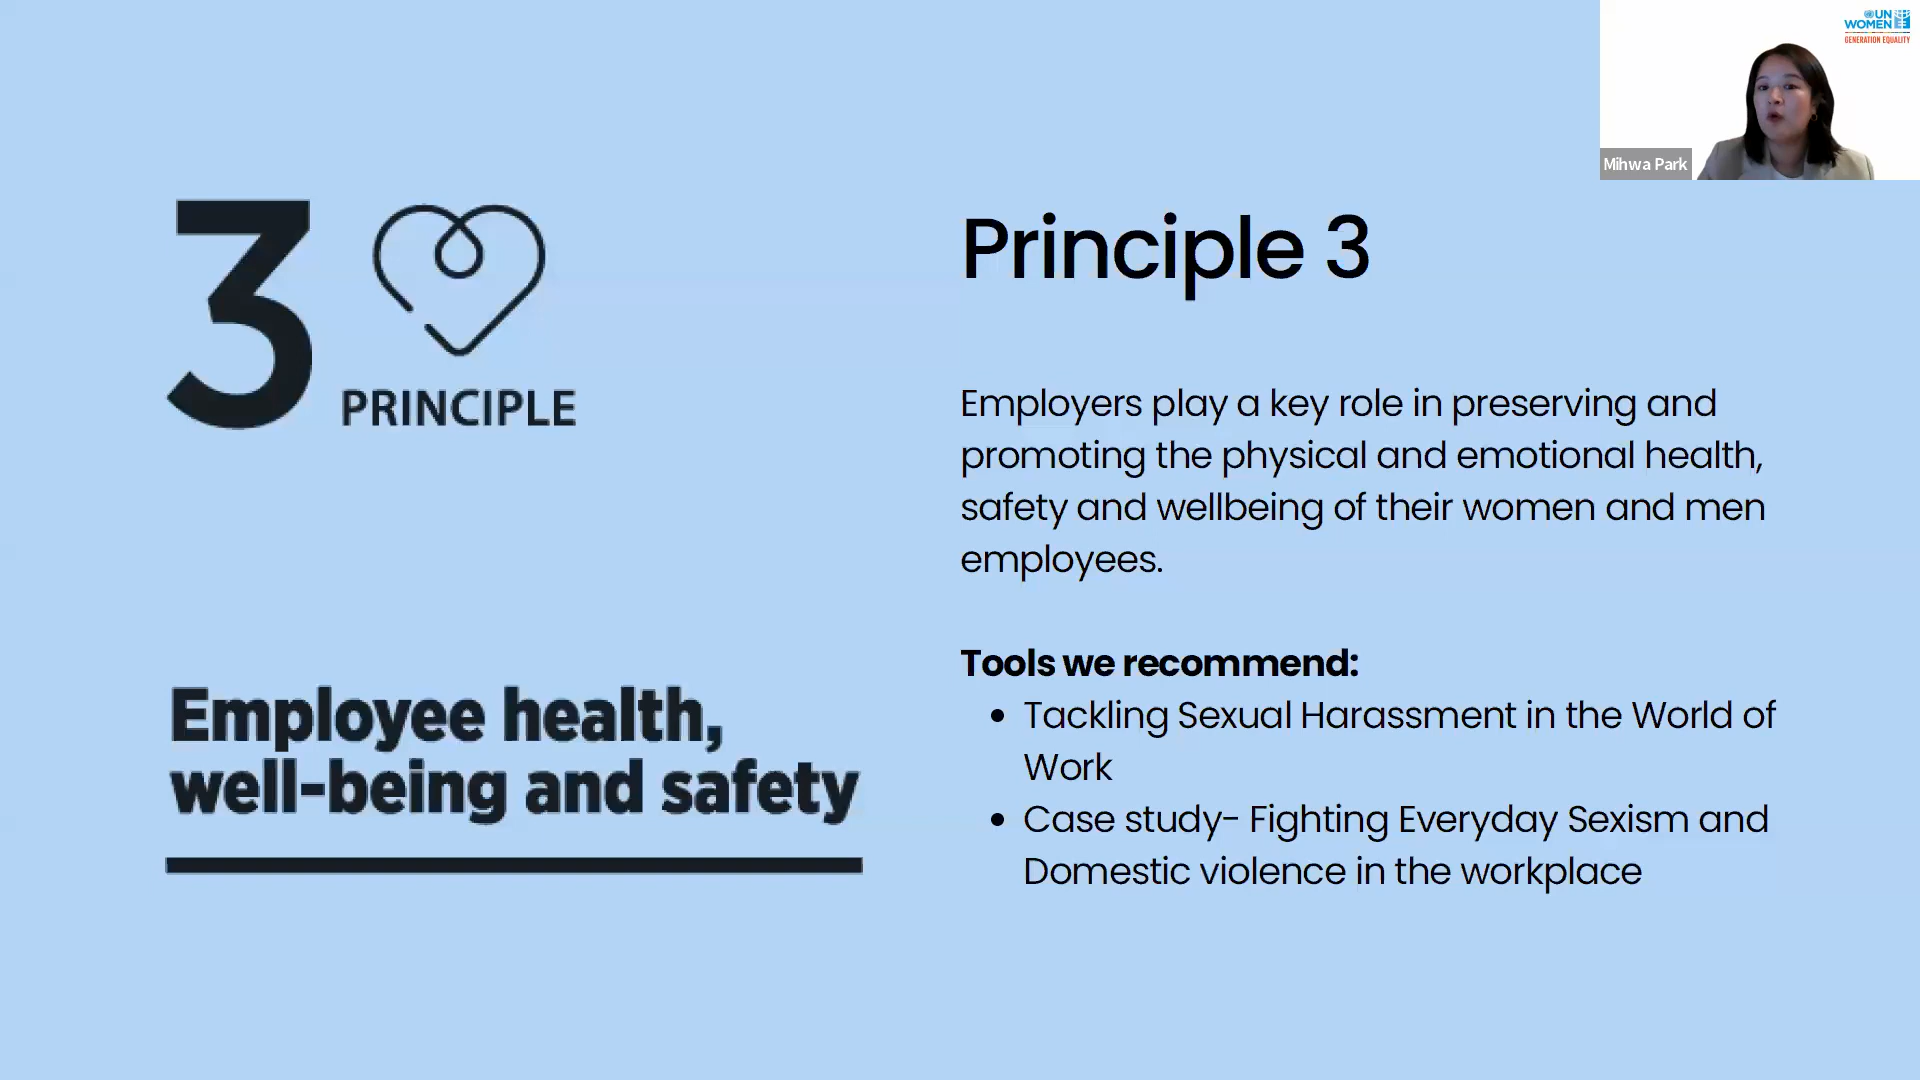 UN
WOMEN
GENERATION EQUALITY
Mihwa Park
3
PRINCIPLE
Employee health,
well-being and safety
Principle 3
Employers play a key role in preserving and
promoting the physical and emotional health,
safety and wellbeing of their women and men
employees.
Tools we recommend:
• Tackling Sexual Harassment in the World of
Work
• Case study- Fighting Everyday Sexism and
Domestic violence in the workplace